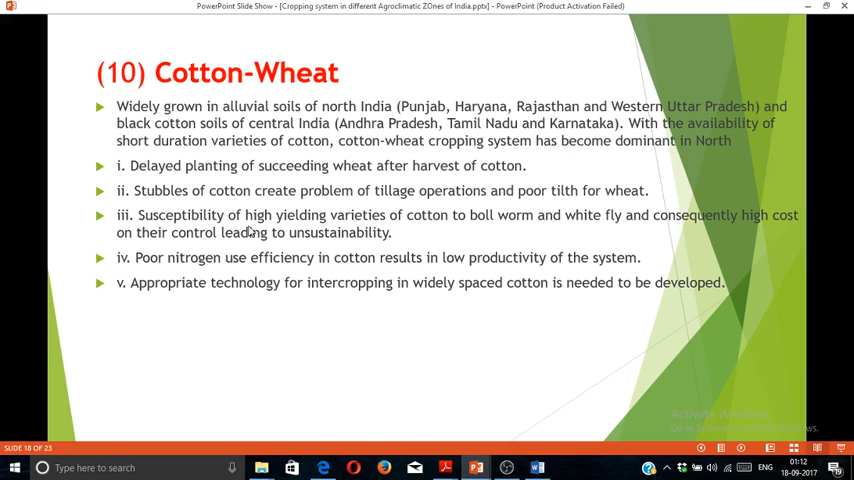 PowerPoint Slide Show - [Cropping system in different Agroclimatic ZOnes of India.pptx] - PowerPoint (Product Activation Failed)
(10) Cotton-Wheat
Widely grown in alluvial soils of north India (Punjab, Haryana, Rajasthan and Western Uttar Pradesh) and
black cotton soils of central India (Andhra Pradesh, Tamil Nadu and Karnataka). With the availability of
short duration varieties of cotton, cotton-wheat cropping system has become dominant in North
i. Delayed planting of succeeding wheat after harvest of cotton.
ii. Stubbles of cotton create problem of tillage operations and poor tilth for wheat.
iii. Susceptibility of high yielding varieties of cotton to boll worm and white fly and consequently high cost
on their control leading to unsustainability.
iv. Poor nitrogen use efficiency in cotton results in low productivity of the system.
v. Appropriate technology for intercropping in widely spaced cotton is needed to be developed.
Activate Windows
Go to Settings to activate Windows.
SLIDE 18 OF 23
Type here to search
ENG
01:12
18-09-2017
19